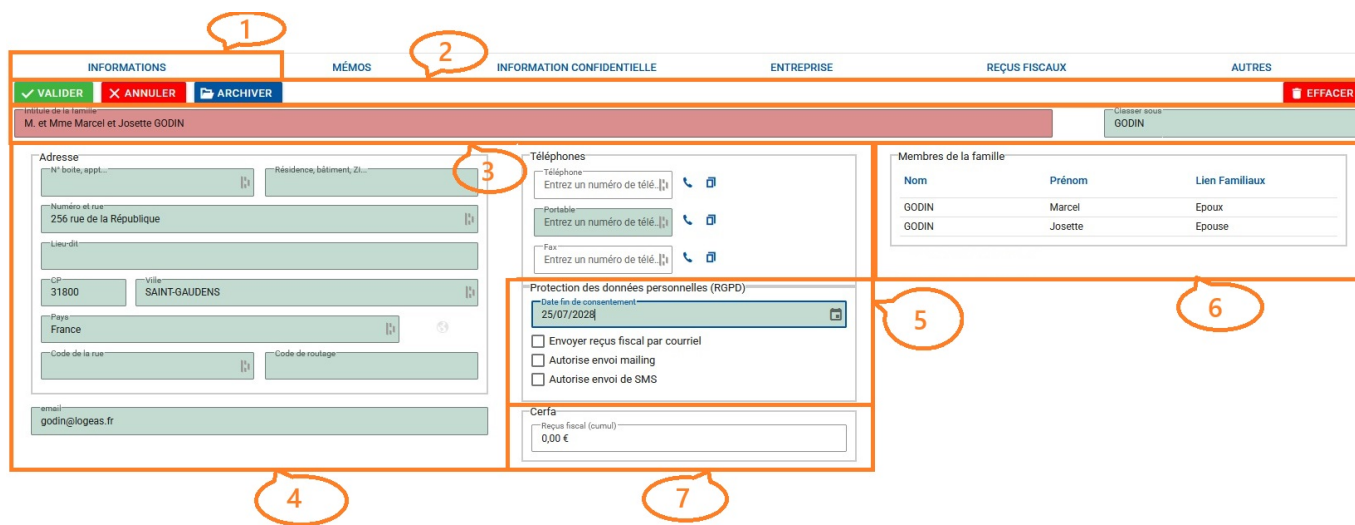 1
2
INFORMATIONS MÉMOS INFORMATION CONFIDENTIELLE ENTREPRISE REÇUS FISCAUX AUTRES
VALIDER ANNULER ARCHIVER EFFACER
Intitulé de la famille Classer sous
M. et Mme Marcel et Josette GODIN GODIN
3
Adresse
N° boite, appt... Résidence, bâtiment, ZI...
Numéro et rue
256 rue de la République
Lieu-dit
CP Ville
31800 SAINT-GAUDENS
Pays
France
Code de la rue Code de routage
email
godin@logeas.fr
4
Téléphones
Téléphone
Entrez un numéro de télé...
Portable
Entrez un numéro de télé...
Fax
Entrez un numéro de télé...
Protection des données personnelles (RGPD)
Date fin de consentement
25/07/2028
Envoyer reçus fiscal par courriel
Autorise envoi mailing
Autorise envoi de SMS
5
Cerfa
Reçus fiscal (cumul)
0,00 €
7
Membres de la famille
Nom Prénom Lien Familiaux
GODIN Marcel Epoux
GODIN Josette Epouse
6